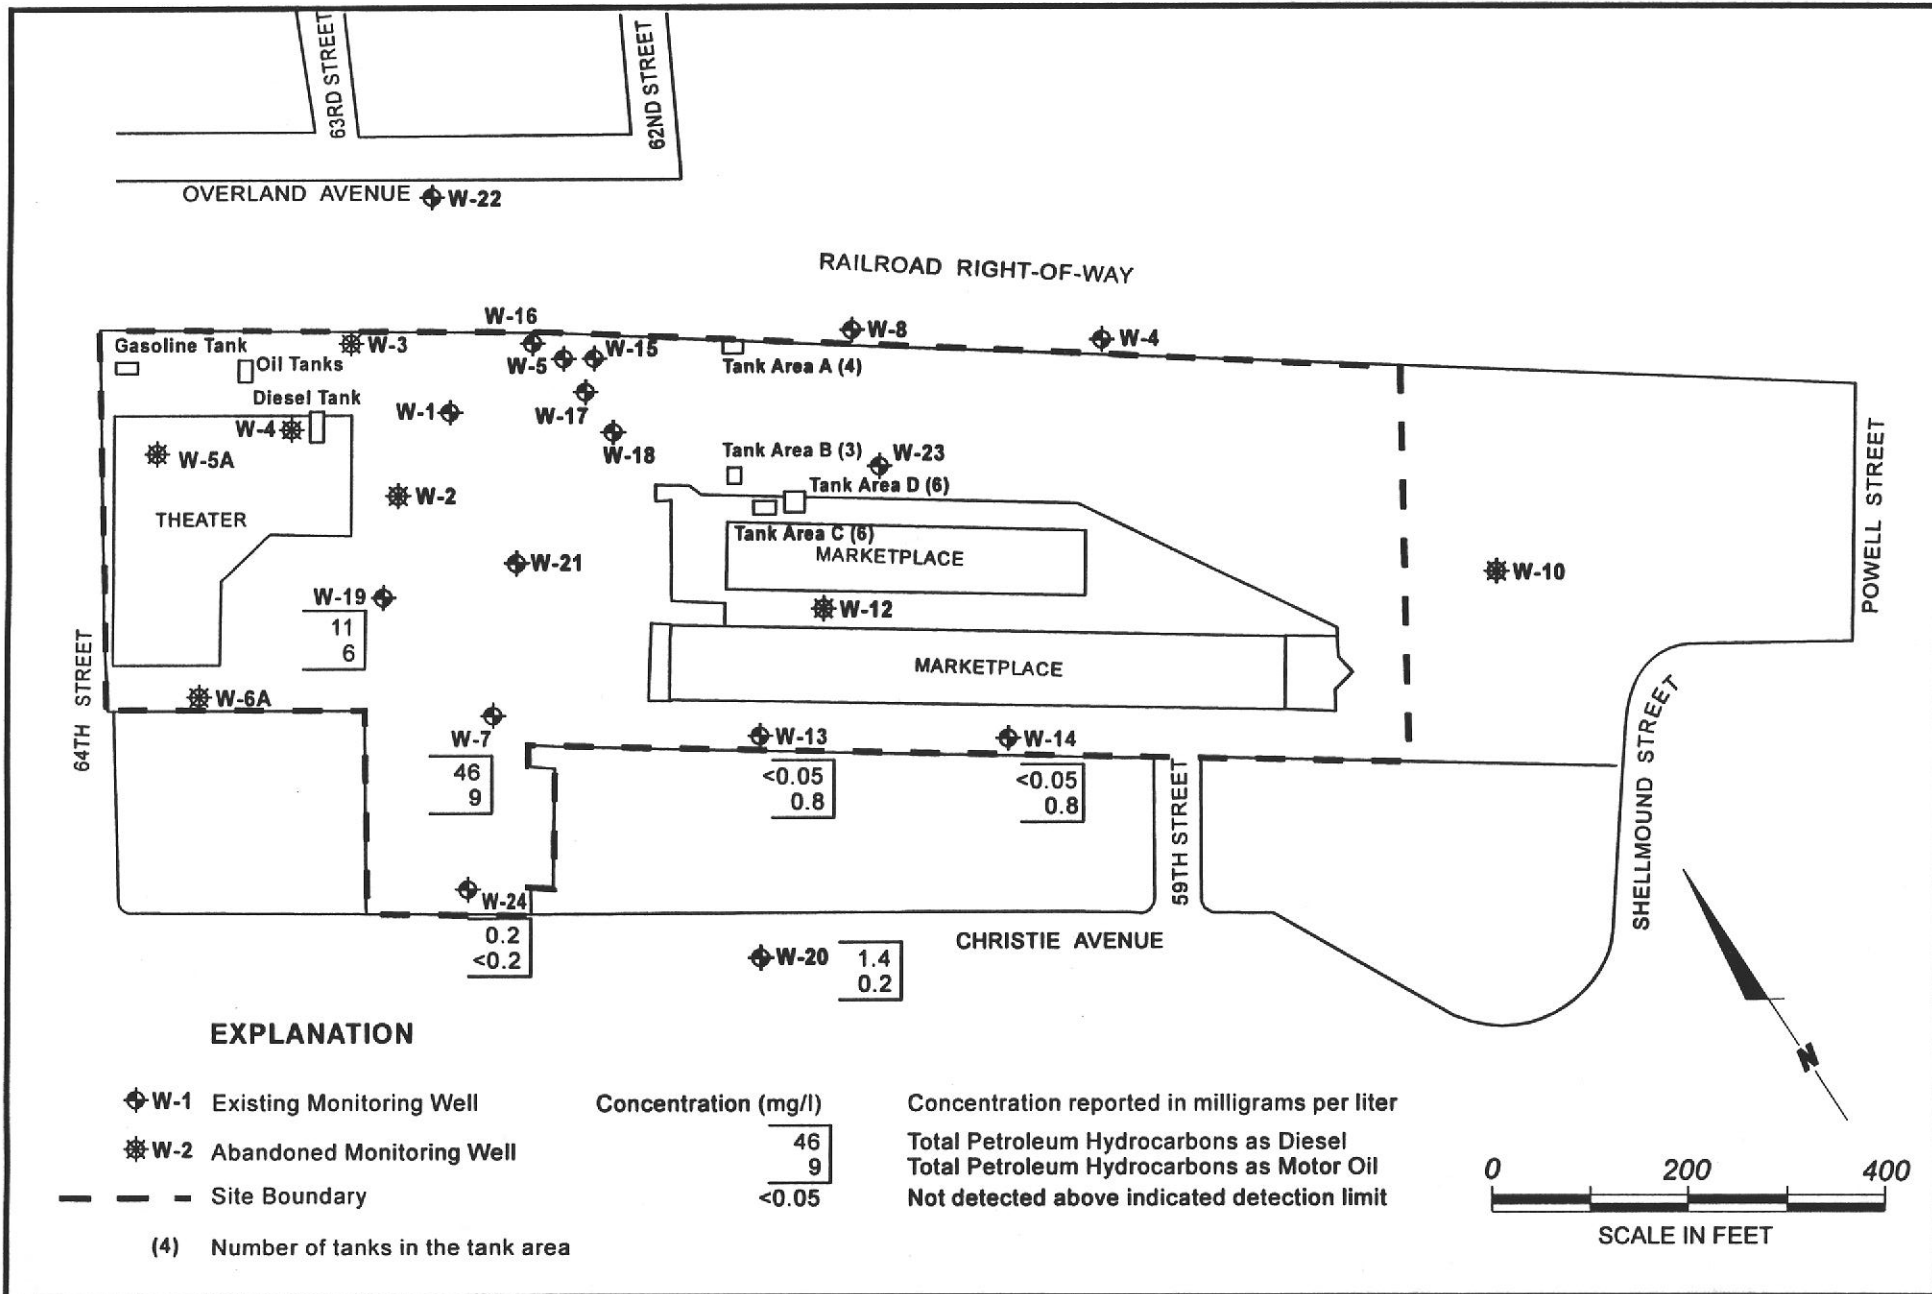 63RD STREET
62ND STREET
OVERLAND AVENUE
W-22
RAILROAD RIGHT-OF-WAY
W-16
W-8
W-4
Gasoline Tank
W-3
W-5
W-15
Oil Tanks
Tank Area A (4)
Diesel Tank
W-1
W-17
W-4
W-5A
W-18
Tank Area B (3)
W-23
Tank Area D (6)
W-2
THEATER
Tank Area C (6)
MARKETPLACE
W-21
W-10
POWELL STREET
W-19
11
6
W-12
MARKETPLACE
64TH STREET
W-6A
W-7
46
9
W-13
<0.05
0.8
W-14
<0.05
0.8
59TH STREET
SHELLMOUND STREET
W-24
0.2
<0.2
CHRISTIE AVENUE
W-20
1.4
0.2
N
EXPLANATION
W-1 Existing Monitoring Well
W-2 Abandoned Monitoring Well
Site Boundary
(4) Number of tanks in the tank area
Concentration (mg/l)
Concentration reported in milligrams per liter
46 Total Petroleum Hydrocarbons as Diesel
9 Total Petroleum Hydrocarbons as Motor Oil
<0.05 Not detected above indicated detection limit
0 200 400
SCALE IN FEET